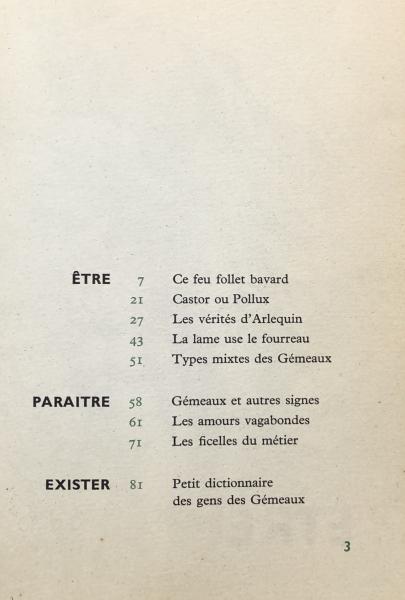 ÊTRE 7 Ce feu follet bavard
21 Castor ou Pollux
27 Les vérités d'Arlequin
43 La lame use le fourreau
51 Types mixtes des Gémeaux
PARAITRE 58 Gémeaux et autres signes
61 Les amours vagabondes
71 Les ficelles du métier
EXISTER 81 Petit dictionnaire
des gens des Gémeaux
3